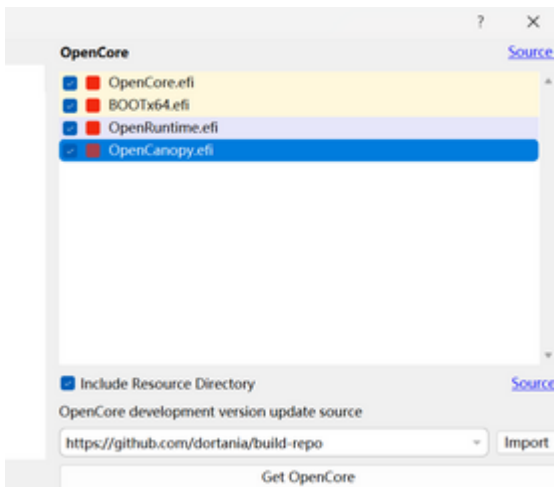 ?
OpenCore
Source
OpenCore.efi
BOOTx64.efi
OpenRuntime.efi
OpenCanopy.efi
Include Resource Directory
Source
OpenCore development version update source
https://github.com/dortania/build-repo
Import
Get OpenCore